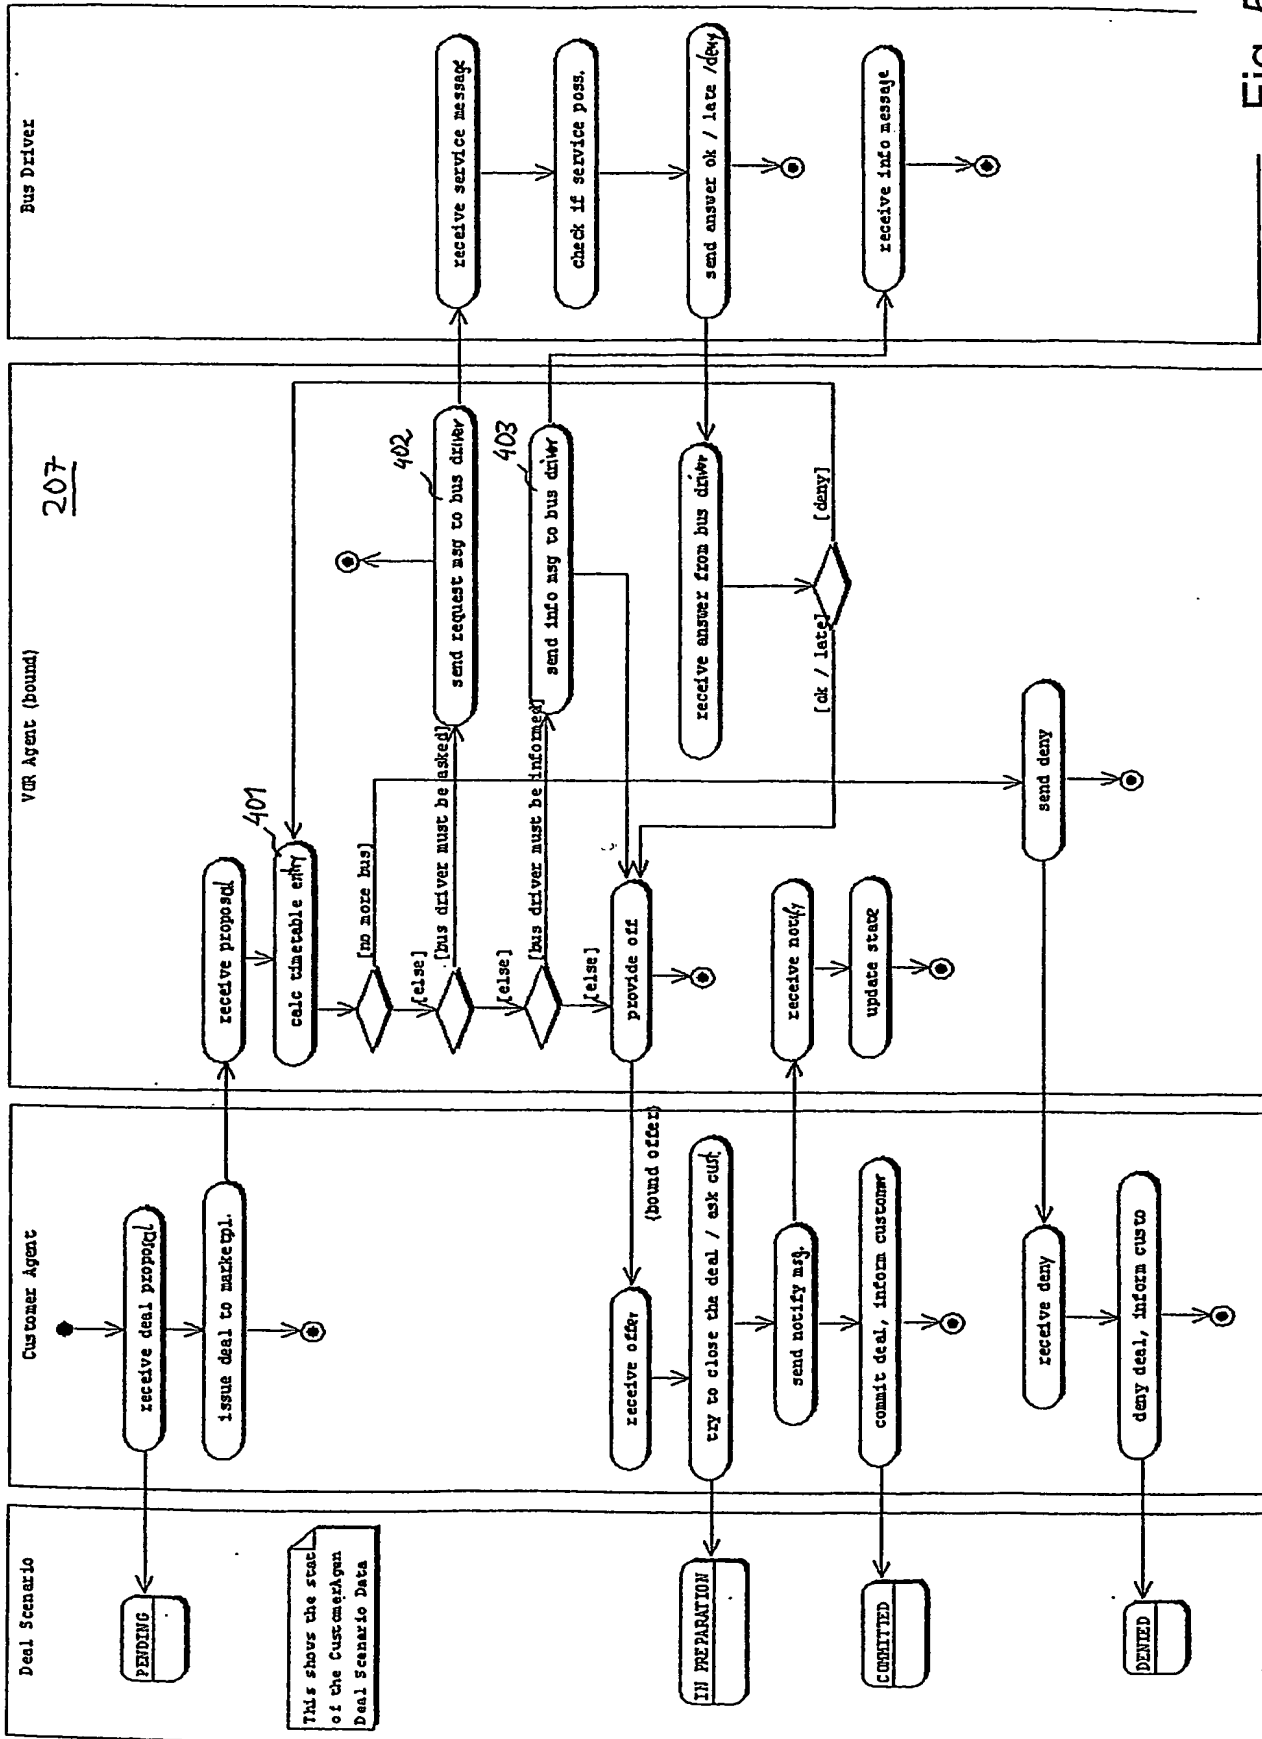 Deal Scenario
PENDING
This shows the stat
of the CustomerAgen
Deal Scenario Data
IN PREPARATION
COMMITTED
DENIED
Customer Agent
receive deal proposal
issue deal to marketpl.
receive offer
{bound offer}
try to close the deal / ask cust
send notify msg.
commit deal, inform customer
receive deny
deny deal, inform custo
VCR Agent (bound)
207
receive proposal
401
calc timetable entry
[no more bus]
[else]
[bus driver must be asked]
402
send request msg to bus driver
[else]
[bus driver must be informed]
403
send info msg to bus driver
[else]
provide off
receive answer from bus driver
[ok / late]
[deny]
receive notify
update state
send deny
Bus Driver
receive service message
check if service poss.
send answer ok / late /deny
receive info message
Fig